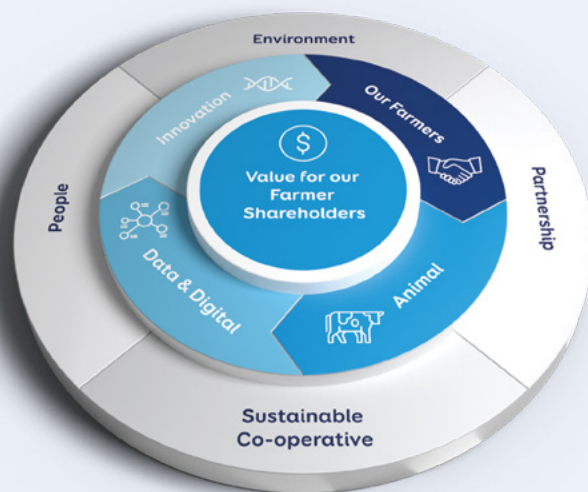 Environment
Innovation
Our Farmers
$
Value for our
Farmer
Shareholders
People
Partnership
Data & Digital
Animal
Sustainable
Co-operative